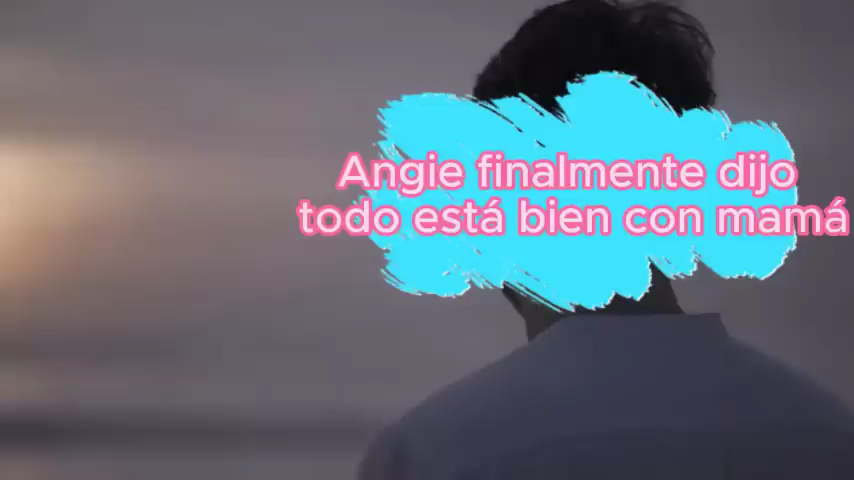 Angie finalmente dijo
todo está bien con mamá